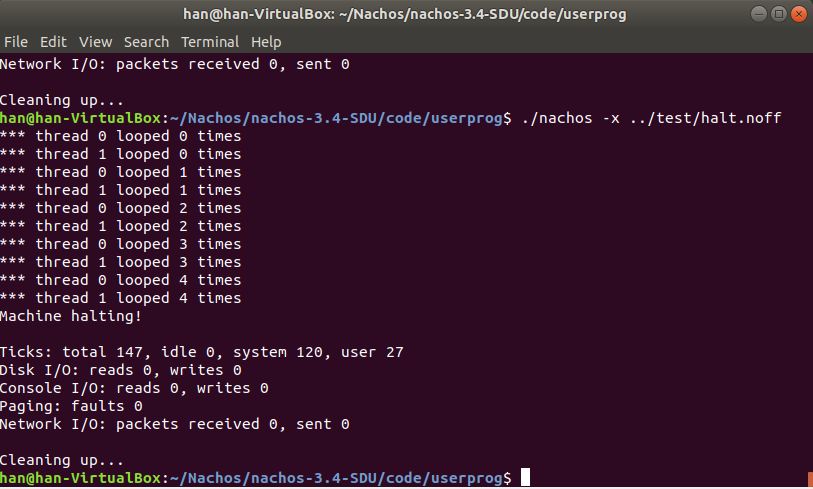 han@han-VirtualBox: ~/Nachos/nachos-3.4-SDU/code/userprog
File Edit View Search Terminal Help
Network I/O: packets received 0, sent 0
Cleaning up...
han@han-VirtualBox:~/Nachos/nachos-3.4-SDU/code/userprog$ ./nachos -x ../test/halt.noff
*** thread 0 looped 0 times
*** thread 1 looped 0 times
*** thread 0 looped 1 times
*** thread 1 looped 1 times
*** thread 0 looped 2 times
*** thread 1 looped 2 times
*** thread 0 looped 3 times
*** thread 1 looped 3 times
*** thread 0 looped 4 times
*** thread 1 looped 4 times
Machine halting!
Ticks: total 147, idle 0, system 120, user 27
Disk I/O: reads 0, writes 0
Console I/O: reads 0, writes 0
Paging: faults 0
Network I/O: packets received 0, sent 0
Cleaning up...
han@han-VirtualBox:~/Nachos/nachos-3.4-SDU/code/userprog$